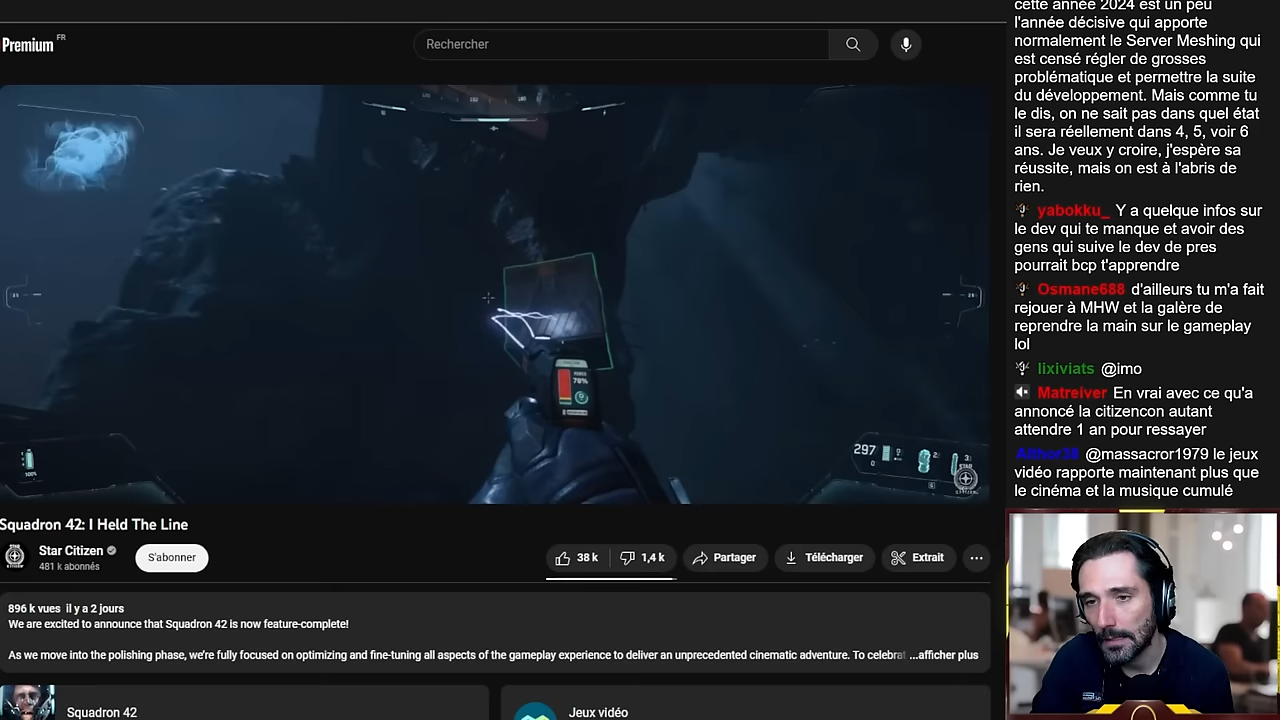 Premium FR
Rechercher
297
0
100%
POWER
78%
STAR
CITIZEN
Squadron 42: I Held The Line
Star Citizen
481 k abonnés
S'abonner
38 k
1,4 k
Partager
Télécharger
Extrait
896 k vues il y a 2 jours
We are excited to announce that Squadron 42 is now feature-complete!
As we move into the polishing phase, we're fully focused on optimizing and fine-tuning all aspects of the gameplay experience to deliver an unprecedented cinematic adventure. To celebrat ...afficher plus
Squadron 42
Jeux vidéo
cette année 2024 est un peu
l'année décisive qui apporte
normalement le Server Meshing qui
est censé régler de grosses
problématique et permettre la suite
du développement. Mais comme tu
le dis, on ne sait pas dans quel état
il sera réellement dans 4, 5, voir 6
ans. Je veux y croire, j'espère sa
réussite, mais on est à l'abris de
rien.
yabokku_ Y a quelque infos sur
le dev qui te manque et avoir des
gens qui suive le dev de pres
pourrait bcp t'apprendre
Osmane688 d'ailleurs tu m'a fait
rejouer à MHW et la galère de
reprendre la main sur le gameplay
lol
lixiviats @imo
Matreiver En vrai avec ce qu'a
annoncé la citizencon autant
attendre 1 an pour ressayer
@massacror1979 le jeux
vidéo rapporte maintenant plus que
le cinéma et la musique cumulé